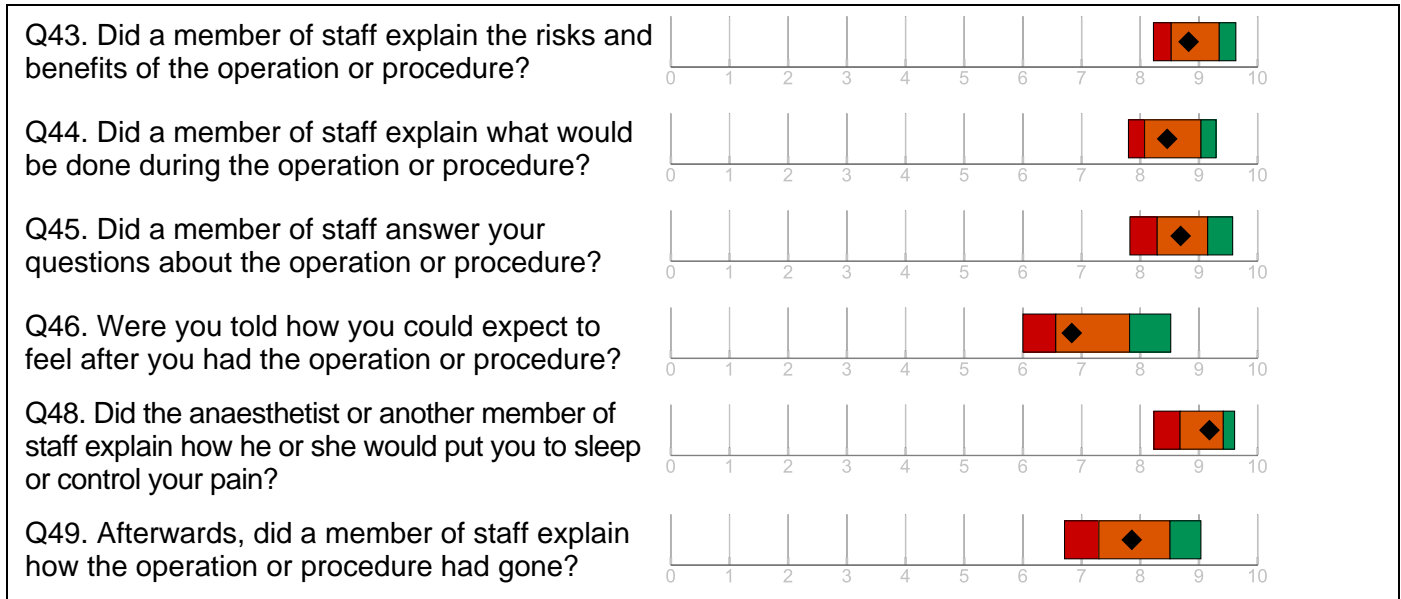 Q43. Did a member of staff explain the risks and
benefits of the operation or procedure?
0 1 2 3 4 5 6 7 8 9 10
Q44. Did a member of staff explain what would
be done during the operation or procedure?
0 1 2 3 4 5 6 7 8 9 10
Q45. Did a member of staff answer your
questions about the operation or procedure?
0 1 2 3 4 5 6 7 8 9 10
Q46. Were you told how you could expect to
feel after you had the operation or procedure?
0 1 2 3 4 5 6 7 8 9 10
Q48. Did the anaesthetist or another member of
staff explain how he or she would put you to sleep
or control your pain?
0 1 2 3 4 5 6 7 8 9 10
Q49. Afterwards, did a member of staff explain
how the operation or procedure had gone?
0 1 2 3 4 5 6 7 8 9 10